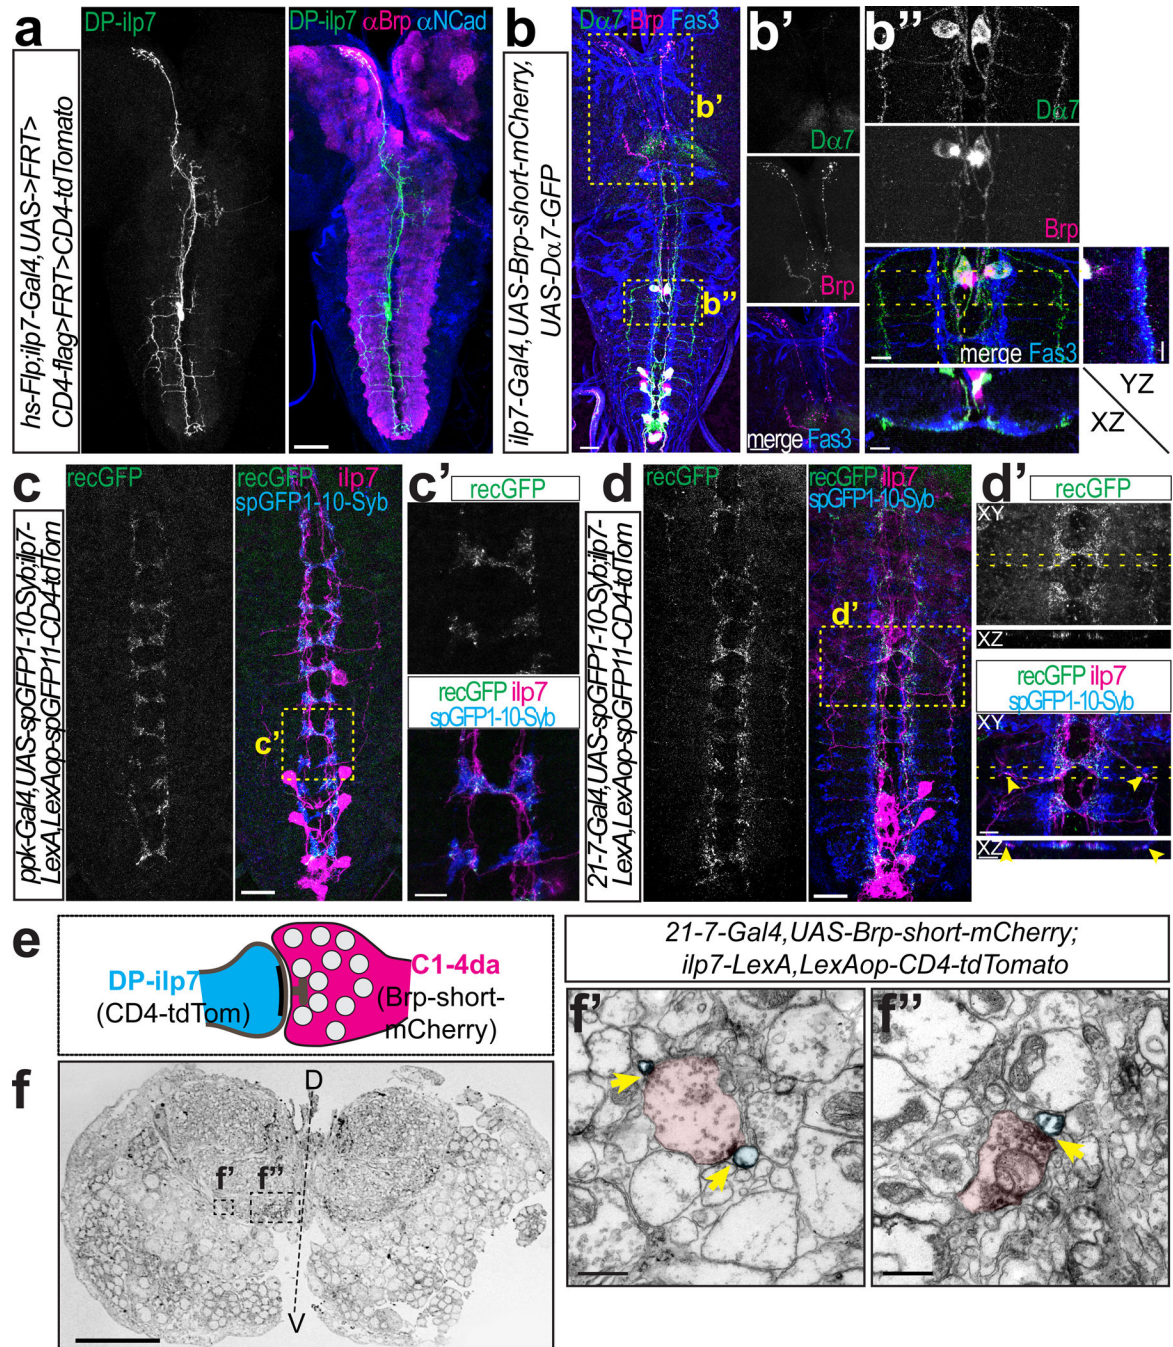 a
hs-Flp;ilp7-Gal4,UAS->FRT>
CD4-flag>FRT>CD4-tdTomato
DP-ilp7
DP-ilp7 αBrp αNCad
b
ilp7-Gal4,UAS-Brp-short-mCherry,
UAS-Dα7-GFP
Dα7 Brp Fas3
b'
b''
b'
Dα7
Brp
merge Fas3
b''
Dα7
Brp
merge Fas3
YZ
XZ
c
ppk-Gal4,UAS-spGFP1-10-Syb;ilp7-
LexA,LexAop-spGFP11-CD4-tdTom
recGFP
recGFP ilp7
spGFP1-10-Syb
c'
c'
recGFP
recGFP ilp7
spGFP1-10-Syb
d
21-7-Gal4,UAS-spGFP1-10-Syb;ilp7-
LexA,LexAop-spGFP11-CD4-tdTom
recGFP
recGFP ilp7
spGFP1-10-Syb
d'
d'
recGFP
XY
XZ
recGFP ilp7
spGFP1-10-Syb
XY
XZ
e
DP-ilp7
(CD4-tdTom)
C1-4da
(Brp-short-
mCherry)
21-7-Gal4,UAS-Brp-short-mCherry;
ilp7-LexA,LexAop-CD4-tdTomato
f
D
f'
f''
V
f'
f''